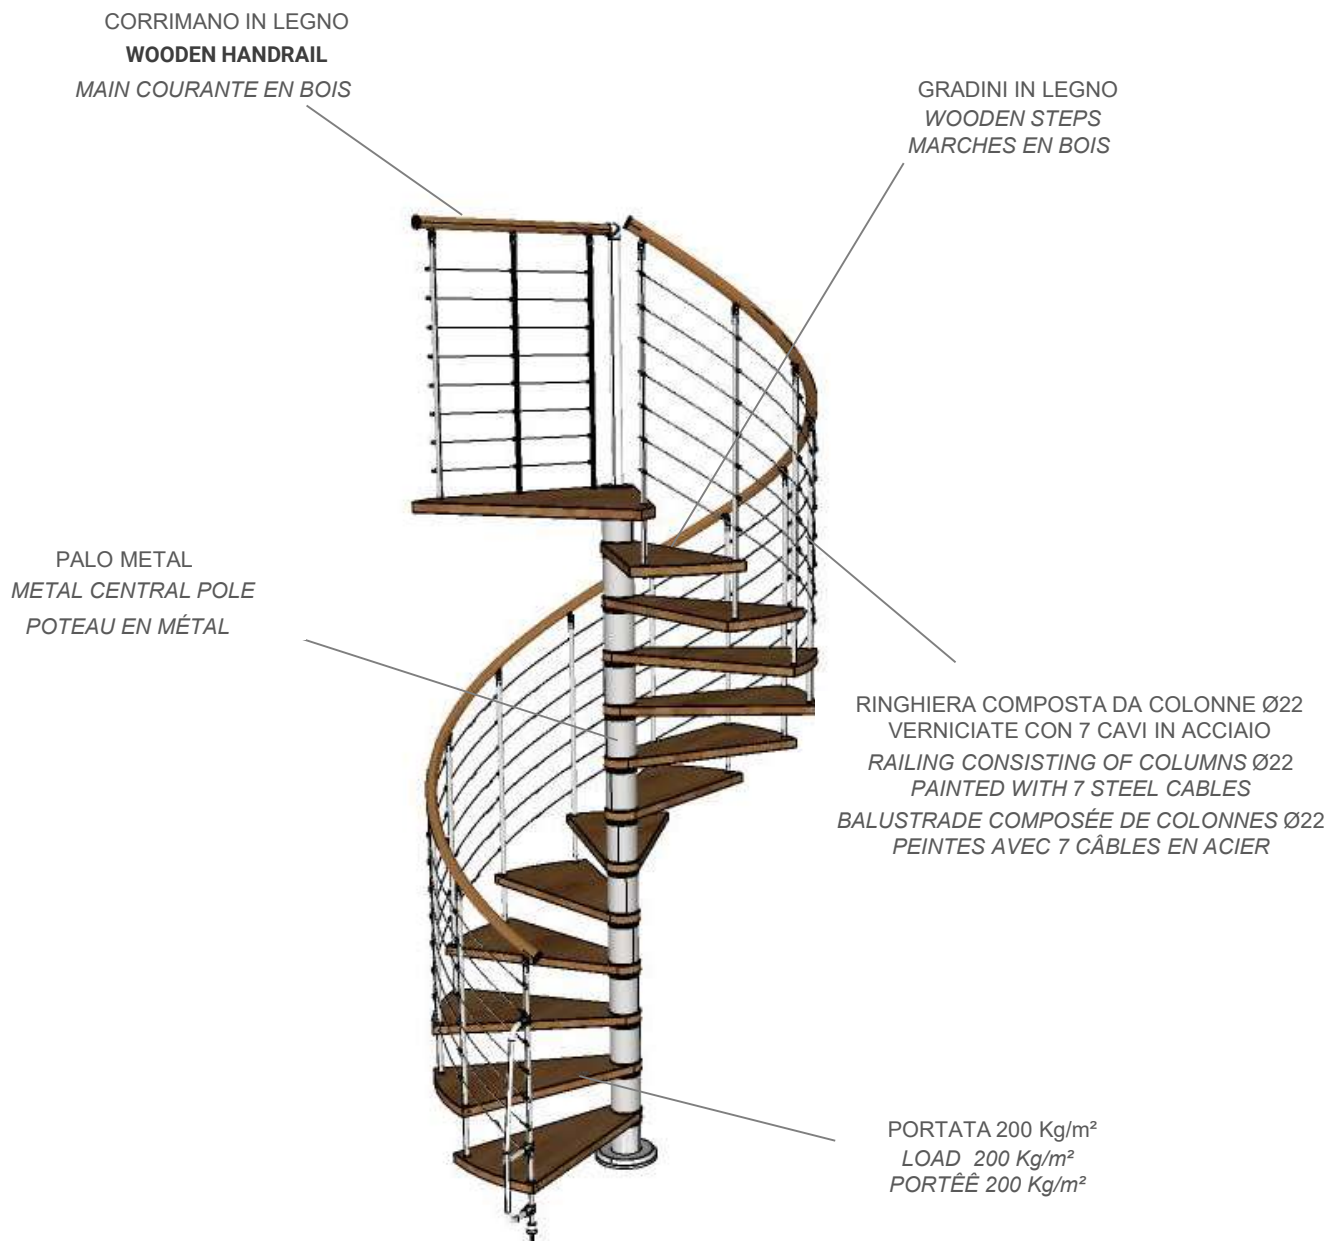 CORRIMANO IN LEGNO
WOODEN HANDRAIL
MAIN COURANTE EN BOIS
GRADINI IN LEGNO
WOODEN STEPS
MARCHES EN BOIS
PALO METAL
METAL CENTRAL POLE
POTEAU EN MÉTAL
RINGHIERA COMPOSTA DA COLONNE Ø22
VERNICIATE CON 7 CAVI IN ACCIAIO
RAILING CONSISTING OF COLUMNS Ø22
PAINTED WITH 7 STEEL CABLES
BALUSTRADE COMPOSÉE DE COLONNES Ø22
PEINTES AVEC 7 CÂBLES EN ACIER
PORTATA 200 Kg/m²
LOAD 200 Kg/m²
PORTÊÊ 200 Kg/m²